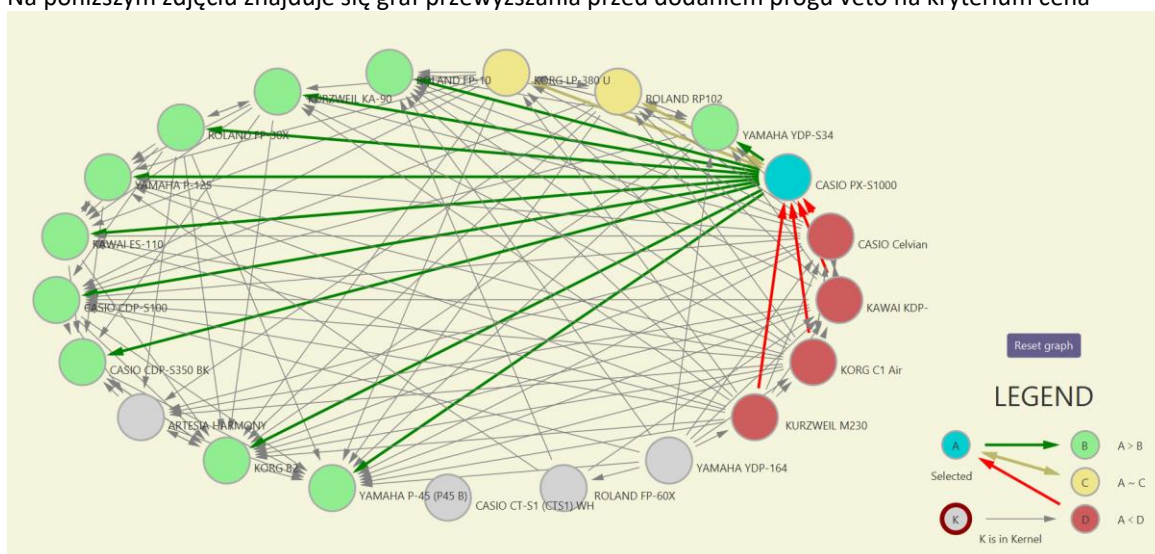 Na poniższym zdjęciu znajduje się graf przewyższania przed dodaniem progu veto na kryterium cena
ROLAND FP-10
KORG LP-380 U
KURZWEIL KA-90
ROLAND RP102
ROLAND FP-30X
YAMAHA YDP-S34
YAMAHA P-125
CASIO PX-S1000
KAWAI ES-110
CASIO Celvian
CASIO CDP-S100
KAWAI KDP-
Reset graph
CASIO CDP-S350 BK
KORG C1 Air
LEGEND
ARTESIA HARMONY
KURZWEIL M230
A
B
A > B
Selected
KORG B2
YAMAHA YDP-164
C
A ~ C
YAMAHA P-45 (P45 B)
ROLAND FP-60X
CASIO CT-S1 (CTS1) WH
K
D
A < D
K is in Kernel